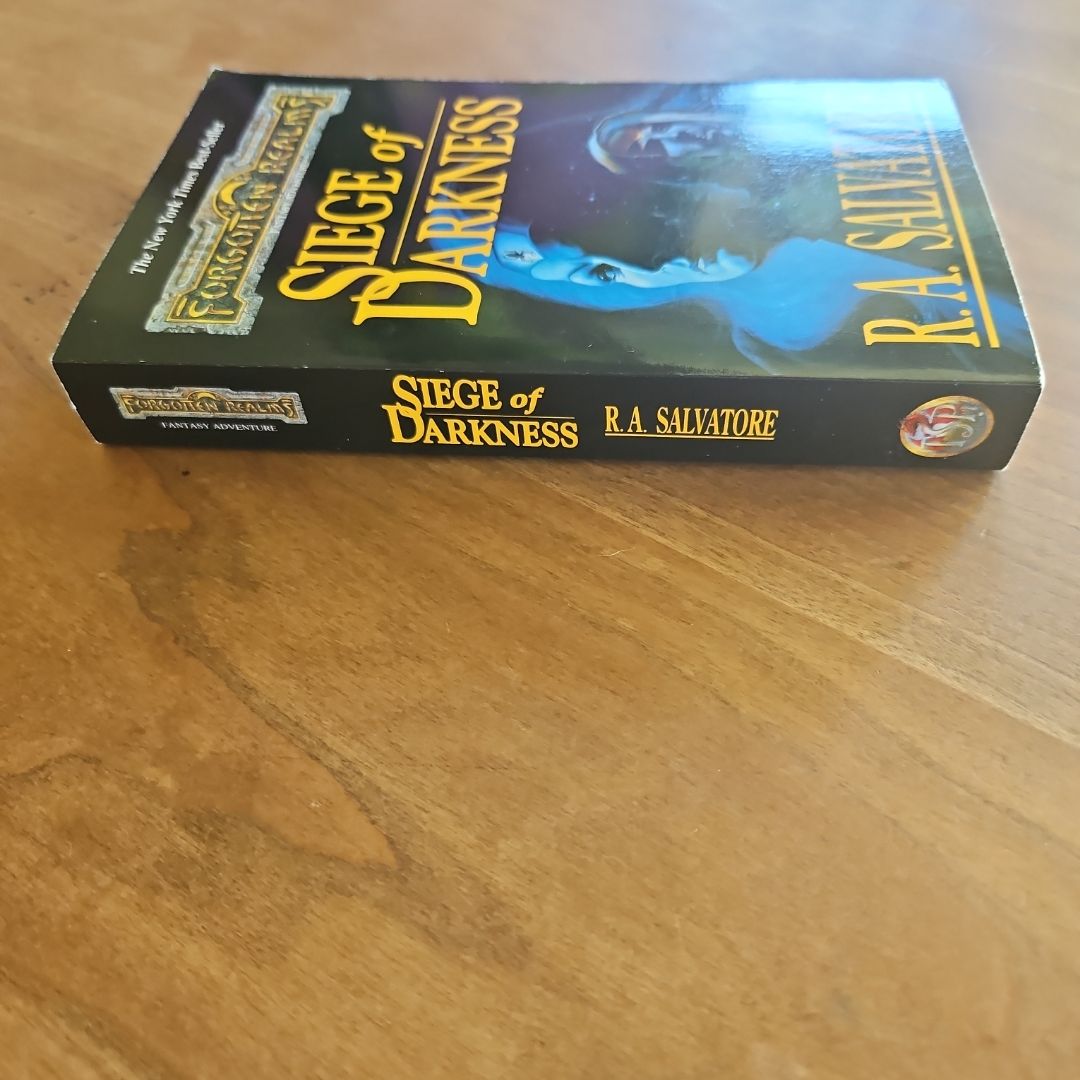 The New York Times Best-Seller
FORGOTTEN REALMS
SIEGE of
DARKNESS
R.A. SALVATORE
FORGOTTEN REALMS
FANTASY ADVENTURE
SIEGE of
DARKNESS
R.A. SALVATORE
TSR